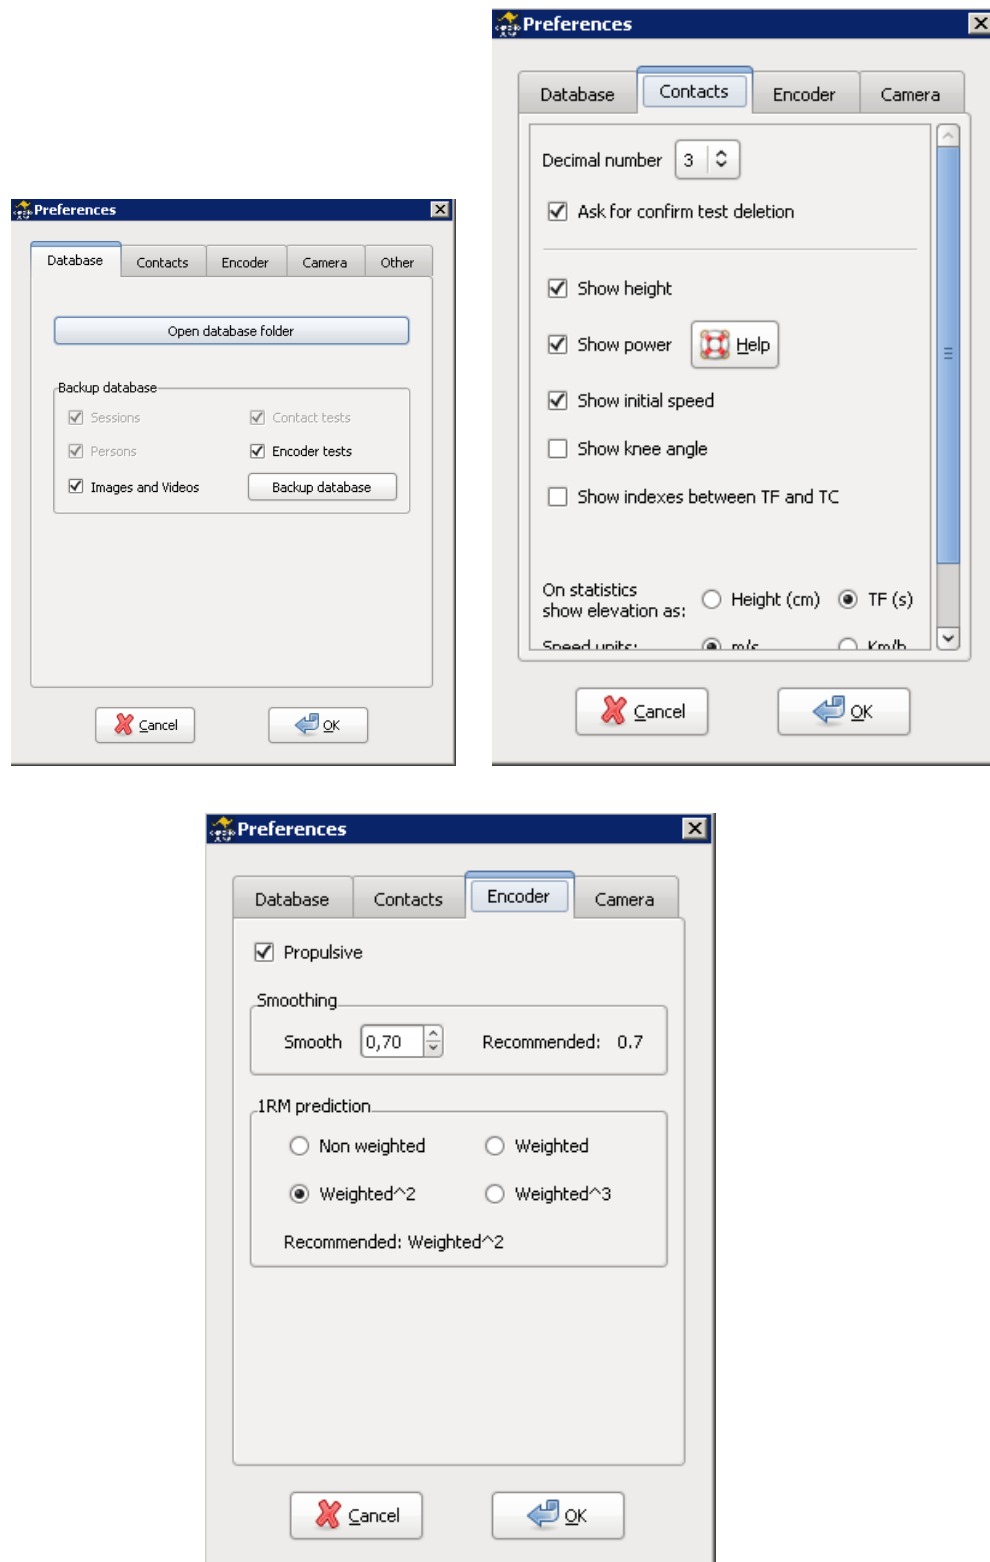 Preferences
Database Contacts Encoder Camera Other
Open database folder
Backup database
Sessions Contact tests
Persons Encoder tests
Images and Videos Backup database
Cancel OK
Preferences
Database Contacts Encoder Camera
Decimal number 3
Ask for confirm test deletion
Show height
Show power Help
Show initial speed
Show knee angle
Show indexes between TF and TC
On statistics
show elevation as: Height (cm) TF (s)
Speed units: m/s Km/h
Cancel OK
Preferences
Database Contacts Encoder Camera
Propulsive
Smoothing
Smooth 0,70 Recommended: 0.7
1RM prediction
Non weighted Weighted
Weighted^2 Weighted^3
Recommended: Weighted^2
Cancel OK